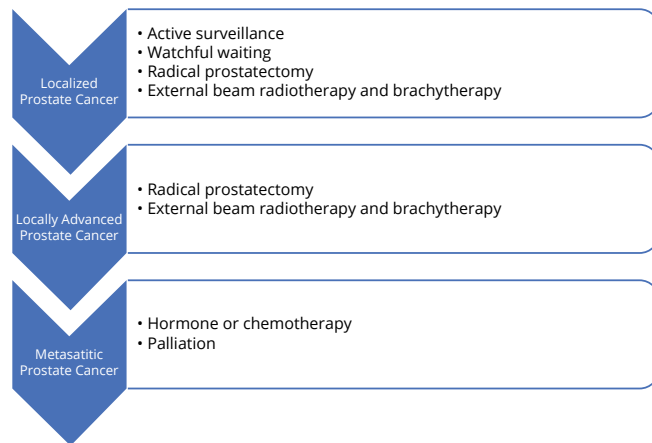 Localized
Prostate Cancer
• Active surveillance
• Watchful waiting
• Radical prostatectomy
• External beam radiotherapy and brachytherapy
Locally Advanced
Prostate Cancer
• Radical prostatectomy
• External beam radiotherapy and brachytherapy
Metasatitic
Prostate Cancer
• Hormone or chemotherapy
• Palliation